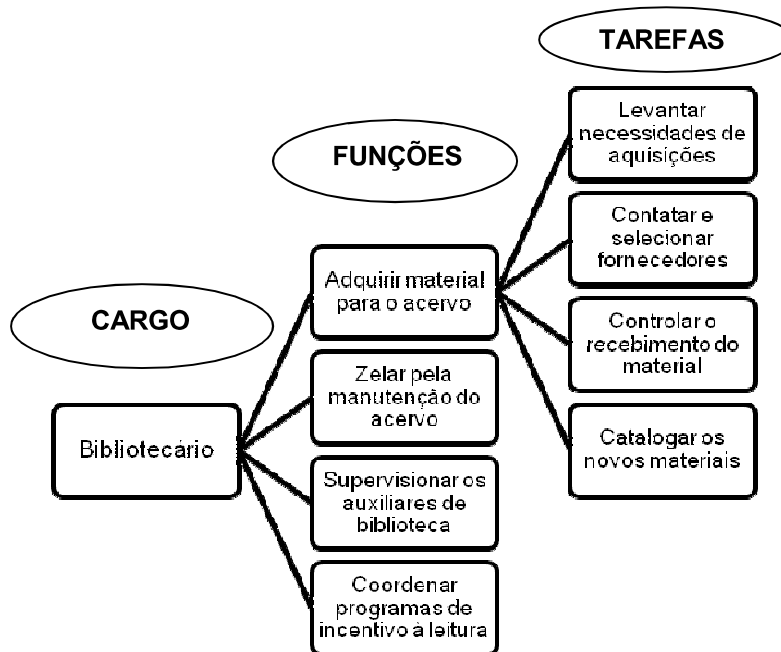 TAREFAS
Levantar
necessidades de
aquisições
FUNÇÕES
Contatar e
selecionar
fornecedores
Adquirir material
para o acervo
CARGO
Controlar o
recebimento do
material
Zelar pela
manutenção do
acervo
Bibliotecário
Catalogar os
novos materiais
Supervisionar os
auxiliares de
biblioteca
Coordenar
programas de
incentivo à leitura